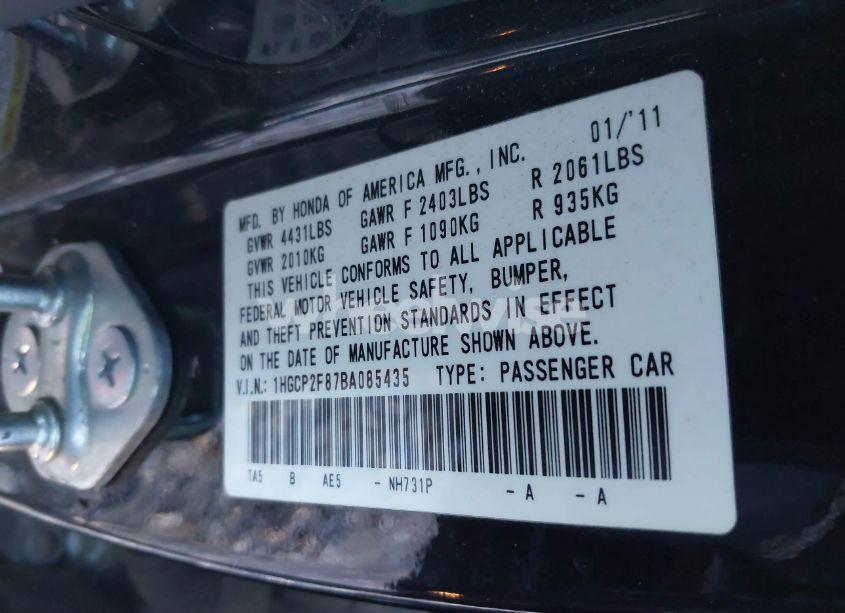 01/'11
MFD. BY HONDA OF AMERICA MFG., INC.
GVWR 4431LBS GAWR F 2403LBS R 2061LBS
GVWR 2010KG GAWR F 1090KG R 935KG
THIS VEHICLE CONFORMS TO ALL APPLICABLE
FEDERAL MOTOR VEHICLE SAFETY, BUMPER,
AND THEFT PREVENTION STANDARDS IN EFFECT
ON THE DATE OF MANUFACTURE SHOWN ABOVE.
V.I.N.: 1HGCP2F87BA085435 TYPE: PASSENGER CAR
TA5 B AE5 - NH731P - A - A